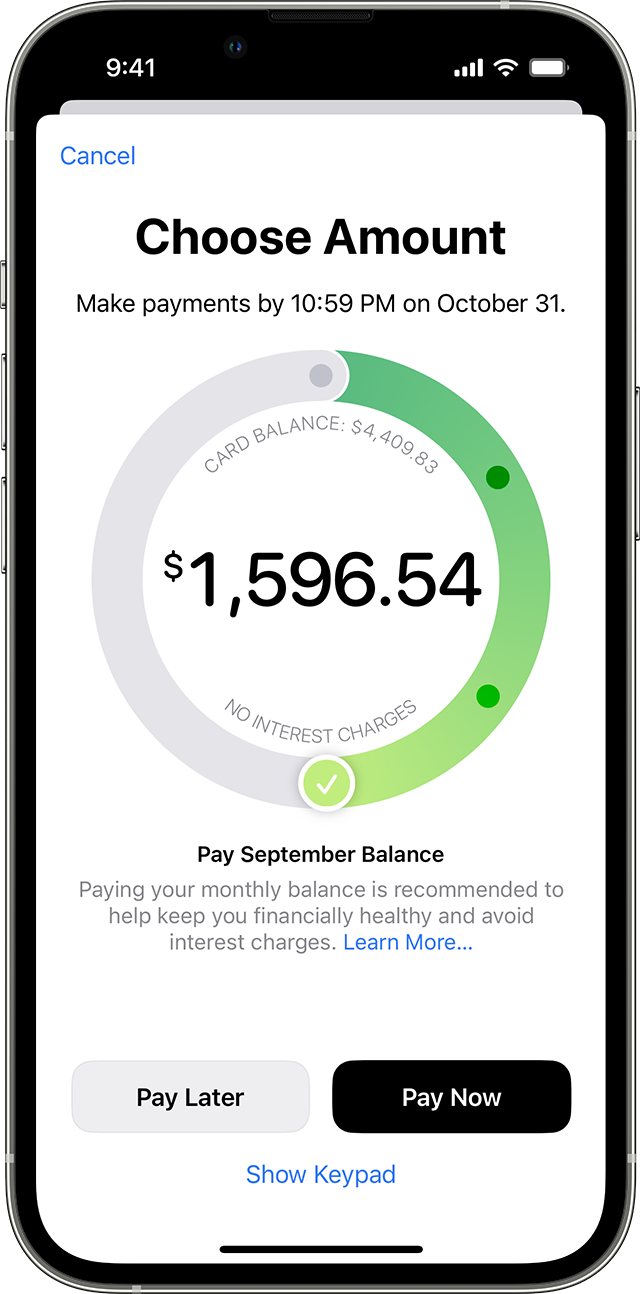 9:41
Cancel
Choose Amount
Make payments by 10:59 PM on October 31.
CARD BALANCE: $4,409.83
$1,596.54
NO INTEREST CHARGES
Pay September Balance
Paying your monthly balance is recommended to
help keep you financially healthy and avoid
interest charges. Learn More...
Pay Later
Pay Now
Show Keypad